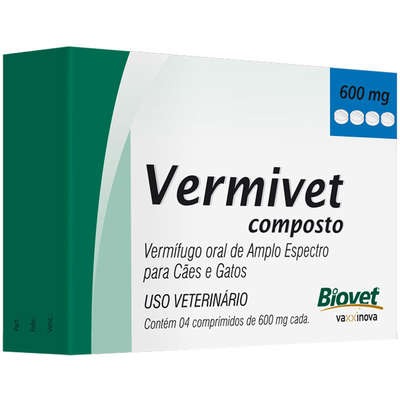 600 mg
Vermivet
composto
Vermífugo oral de Amplo Espectro
para Cães e Gatos
USO VETERINÁRIO
Contém 04 comprimidos de 600 mg cada.
Biovet
vaxxinova